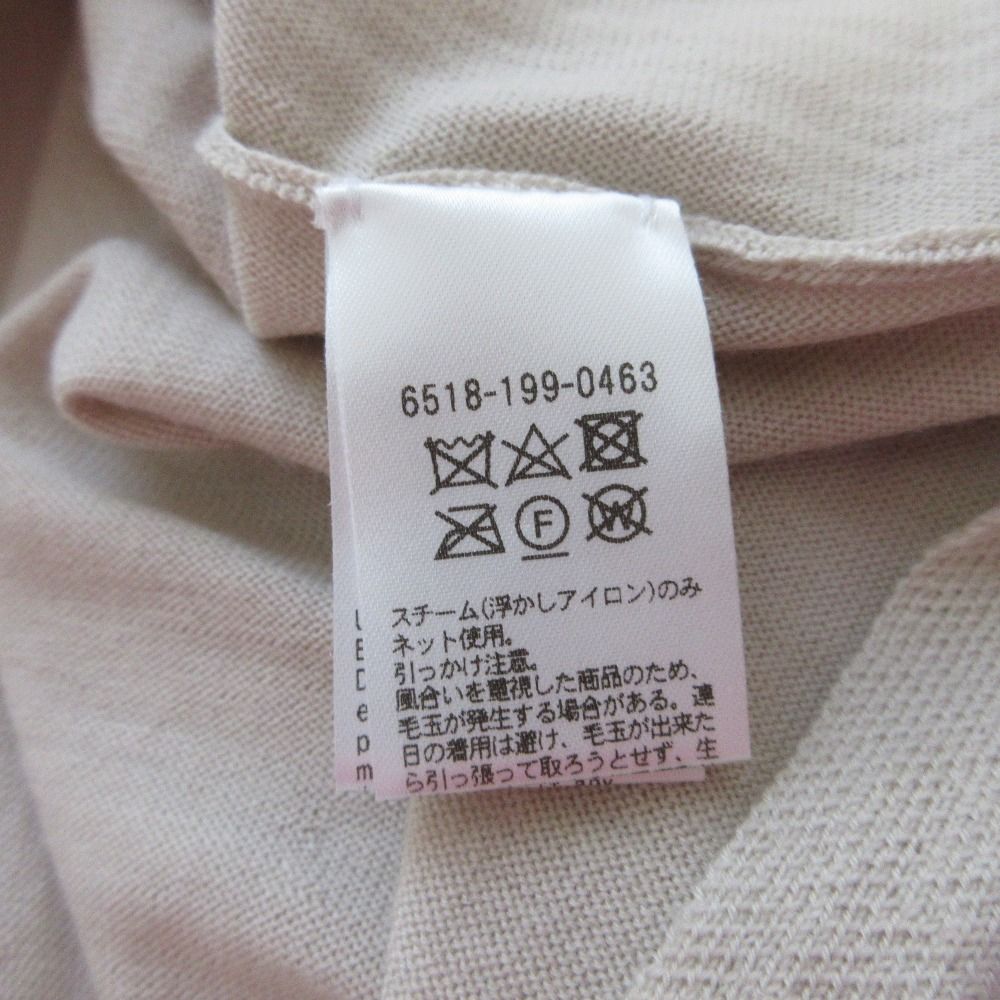 6518-199-0463
F
W
スチーム(浮かしアイロン)のみ
ネット使用。
引っかけ注意。
風合いを重視した商品のため、
毛玉が発生する場合がある。連
日の着用は避け、毛玉が出来た
ら引っ張って取ろうとせず、生
E
D
e
p
m